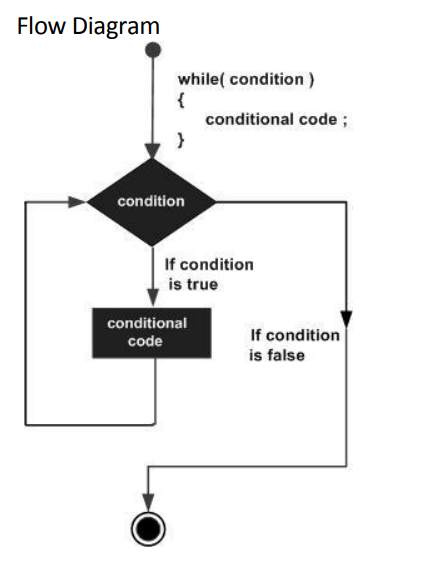 Flow Diagram
while( condition )
{
conditional code ;
}
condition
If condition
is true
conditional
code
If condition
is false